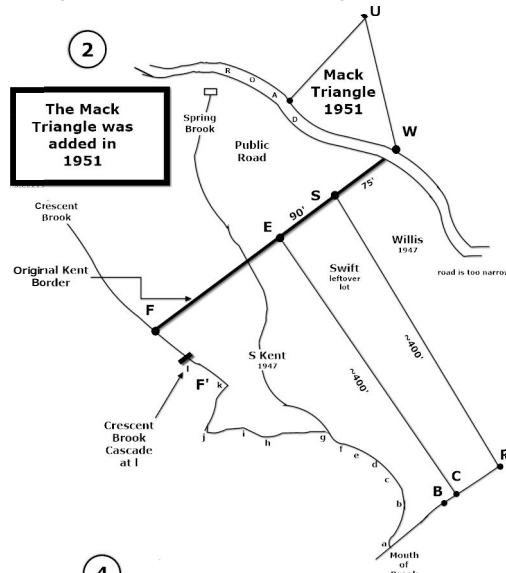 U
2
Mack
Triangle
1951
ROAD
The Mack
Triangle was
added in
1951
Spring
Brook
Public
Road
W
S
75'
90'
Crescent
Brook
E
Willis
1947
Swift
leftover
lot
road is too narrow
Original Kent
Border
F
S Kent
1947
~400'
~400'
l
F'
k
Crescent
Brook
Cascade
at l
j
i
h
g
f
e
d
c
b
a
B
C
R
Mouth
of
4